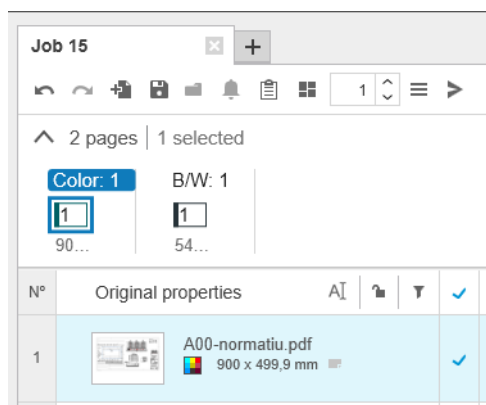 Job 15
1
2 pages 1 selected
Color: 1 B/W: 1
1 1
90... 54...
Nº Original properties
1 A00-normatiu.pdf
900 x 499,9 mm